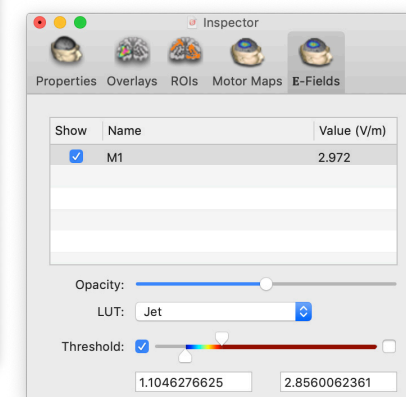 Inspector
Properties Overlays ROIs Motor Maps E-Fields
Show Name Value (V/m)
M1 2.972
Opacity:
LUT: Jet
Threshold:
1.1046276625 2.8560062361